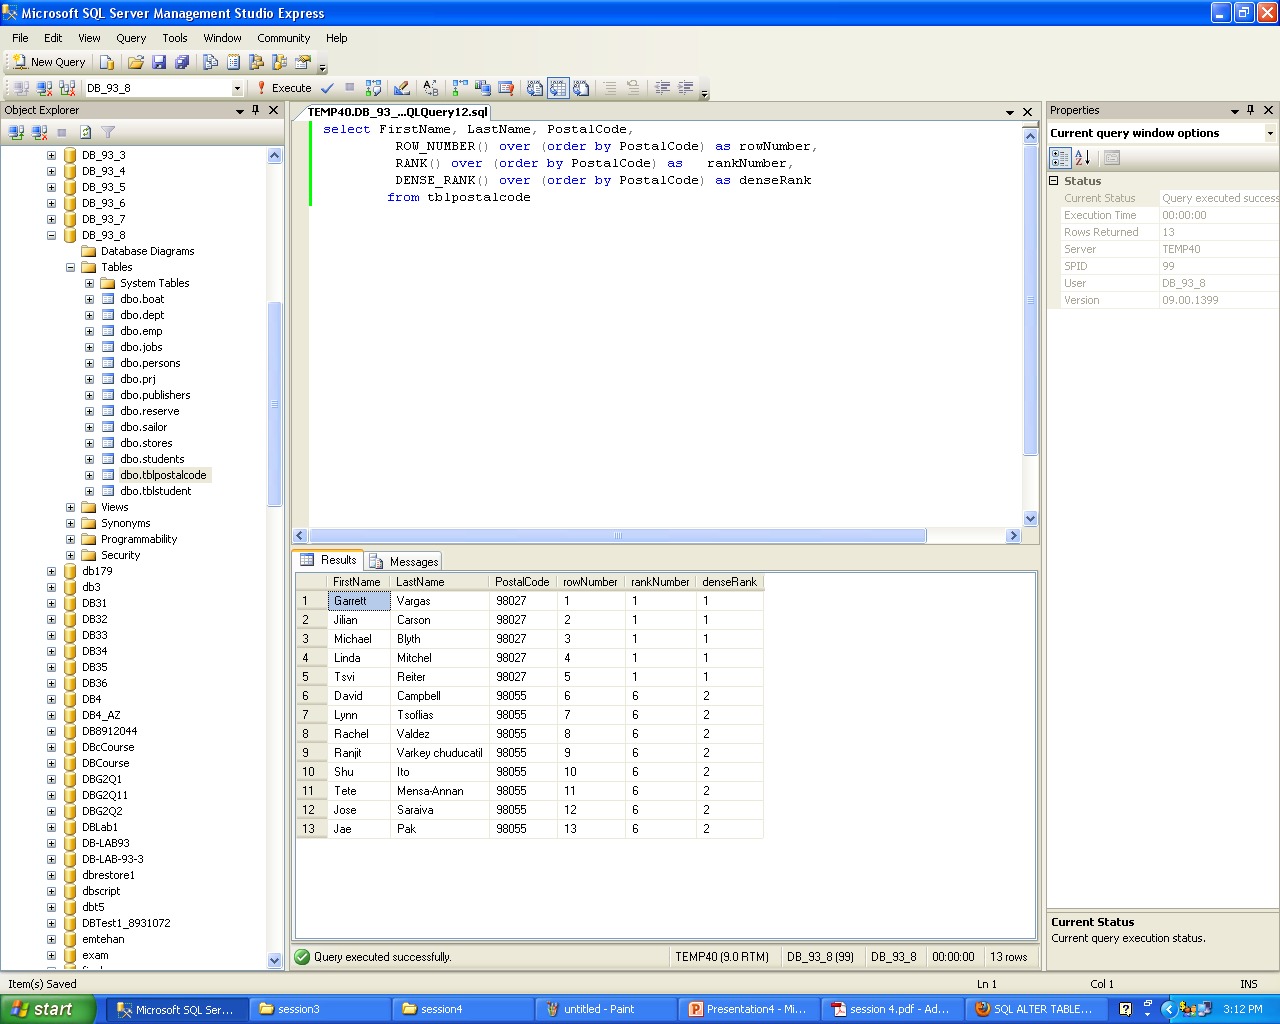 Microsoft SQL Server Management Studio Express
File Edit View Query Tools Window Community Help
New Query
DB_93_8 Execute
Object Explorer
DB_93_3
DB_93_4
DB_93_5
DB_93_6
DB_93_7
DB_93_8
Database Diagrams
Tables
System Tables
dbo.boat
dbo.dept
dbo.emp
dbo.jobs
dbo.persons
dbo.prj
dbo.publishers
dbo.reserve
dbo.sailor
dbo.stores
dbo.students
dbo.tblpostalcode
dbo.tblstudent
Views
Synonyms
Programmability
Security
db179
db3
DB31
DB32
DB33
DB34
DB35
DB36
DB4
DB4_AZ
DB8912044
DBcCourse
DBCourse
DBG2Q1
DBG2Q11
DBG2Q2
DBLab1
DB-LAB93
DB-LAB-93-3
dbrestore1
dbscript
dbt5
DBTest1_8931072
emtehan
exam
TEMP40.DB_93_...QLQuery12.sql
select FirstName, LastName, PostalCode,
ROW_NUMBER() over (order by PostalCode) as rowNumber,
RANK() over (order by PostalCode) as rankNumber,
DENSE_RANK() over (order by PostalCode) as denseRank
from tblpostalcode
Results Messages
FirstName LastName PostalCode rowNumber rankNumber denseRank
1 Garrett Vargas 98027 1 1 1
2 Jilian Carson 98027 2 1 1
3 Michael Blyth 98027 3 1 1
4 Linda Mitchel 98027 4 1 1
5 Tsvi Reiter 98027 5 1 1
6 David Campbell 98055 6 6 2
7 Lynn Tsoflias 98055 7 6 2
8 Rachel Valdez 98055 8 6 2
9 Ranjit Varkey chuducatil 98055 9 6 2
10 Shu Ito 98055 10 6 2
11 Tete Mensa-Annan 98055 11 6 2
12 Jose Saraiva 98055 12 6 2
13 Jae Pak 98055 13 6 2
Query executed successfully. TEMP40 (9.0 RTM) DB_93_8 (99) DB_93_8 00:00:00 13 rows
Properties
Current query window options
Status
Current Status Query executed success
Execution Time 00:00:00
Rows Returned 13
Server TEMP40
SPID 99
User DB_93_8
Version 09.00.1399
Current Status
Current query execution status.
Item(s) Saved Ln 1 Col 1 INS
start Microsoft SQL Ser... session3 session4 untitled - Paint Presentation4 - Mi... session 4.pdf - Ad... SQL ALTER TABLE... 3:12 PM